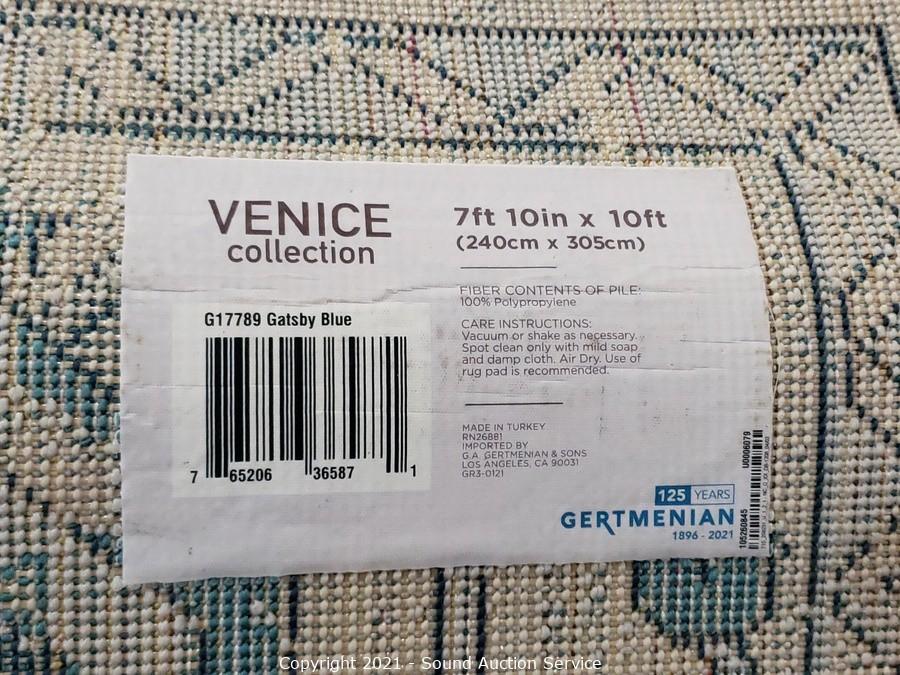 VENICE
collection
G17789 Gatsby Blue
7 65206 36587 1
7ft 10in x 10ft
(240cm x 305cm)
FIBER CONTENTS OF PILE:
100% Polypropylene
CARE INSTRUCTIONS:
Vacuum or shake as necessary.
Spot clean only with mild soap
and damp cloth. Air Dry. Use of
rug pad is recommended.
MADE IN TURKEY
RN26881
IMPORTED BY
G.A. GERTMENIAN & SONS
LOS ANGELES, CA 90031
GR3-0121
125 YEARS
GERTMENIAN
1896 - 2021
105260845
U0006079
Copyright 2021 - Sound Auction Service